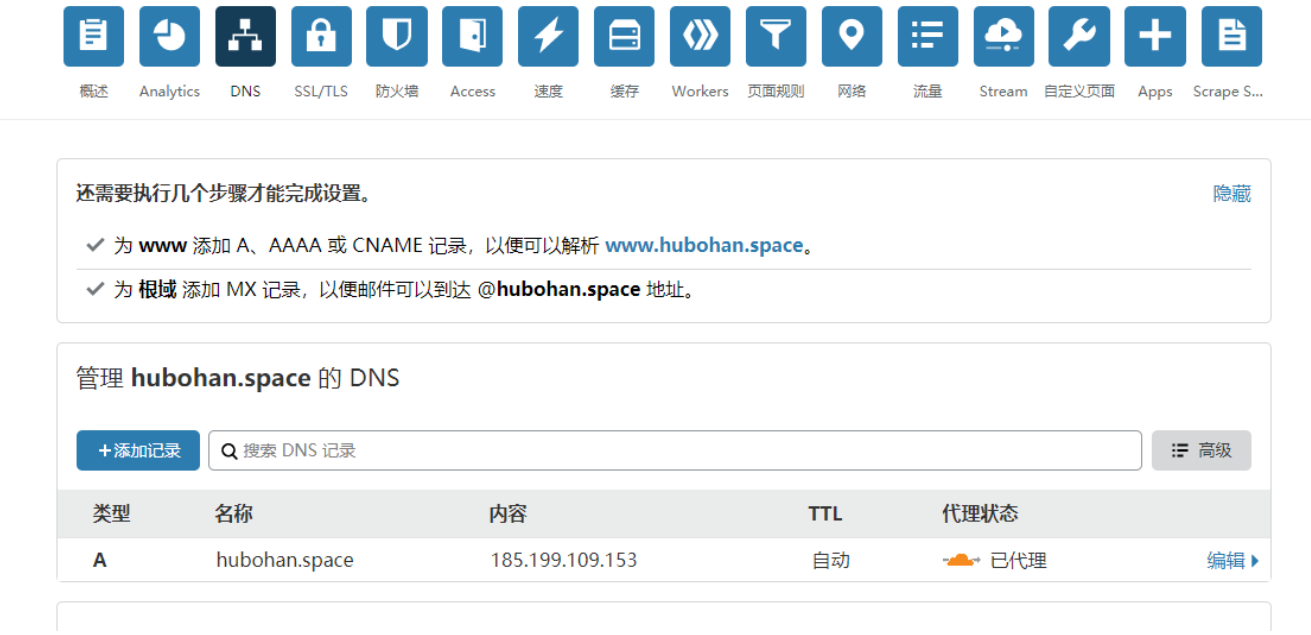 概述 Analytics DNS SSL/TLS 防火墙 Access 速度 缓存 Workers 页面规则 网络 流量 Stream 自定义页面 Apps Scrape S...
还需要执行几个步骤才能完成设置。 隐藏
为 www 添加 A、AAAA 或 CNAME 记录，以便可以解析 www.hubohan.space。
为 根域 添加 MX 记录，以便邮件可以到达 @hubohan.space 地址。
管理 hubohan.space 的 DNS
+添加记录 搜索 DNS 记录 高级
类型 名称 内容 TTL 代理状态
A hubohan.space 185.199.109.153 自动 已代理 编辑